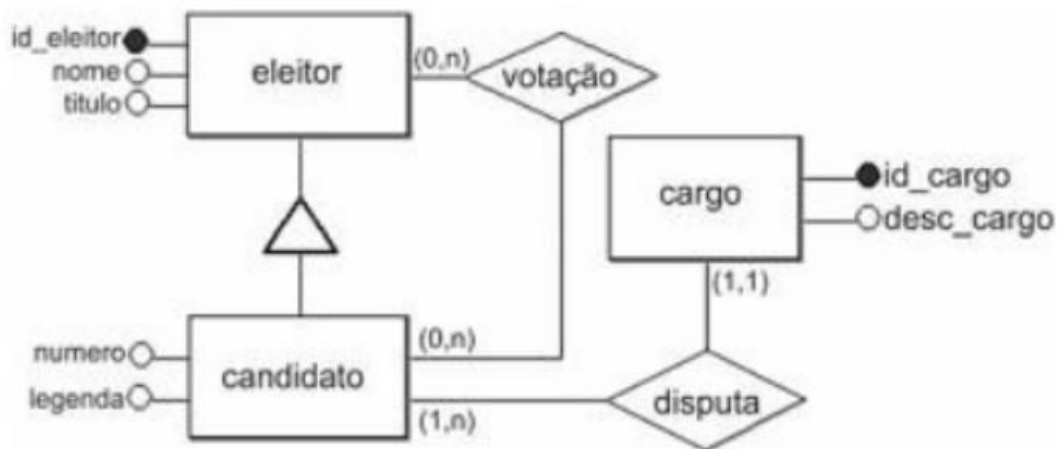 id_eleitor
nome
titulo
eleitor
(0,n)
votação
cargo
id_cargo
desc_cargo
(1,1)
numero
legenda
candidato
(0,n)
(1,n)
disputa